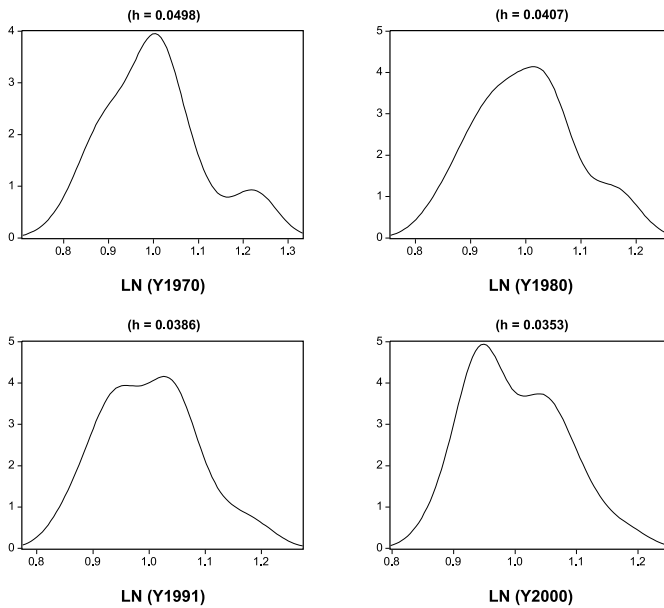 (h = 0.0498)
4
3
2
1
0
0.8 0.9 1.0 1.1 1.2 1.3
LN (Y1970)
(h = 0.0407)
5
4
3
2
1
0
0.8 0.9 1.0 1.1 1.2
LN (Y1980)
(h = 0.0386)
5
4
3
2
1
0
0.8 0.9 1.0 1.1 1.2
LN (Y1991)
(h = 0.0353)
5
4
3
2
1
0
0.8 0.9 1.0 1.1 1.2
LN (Y2000)